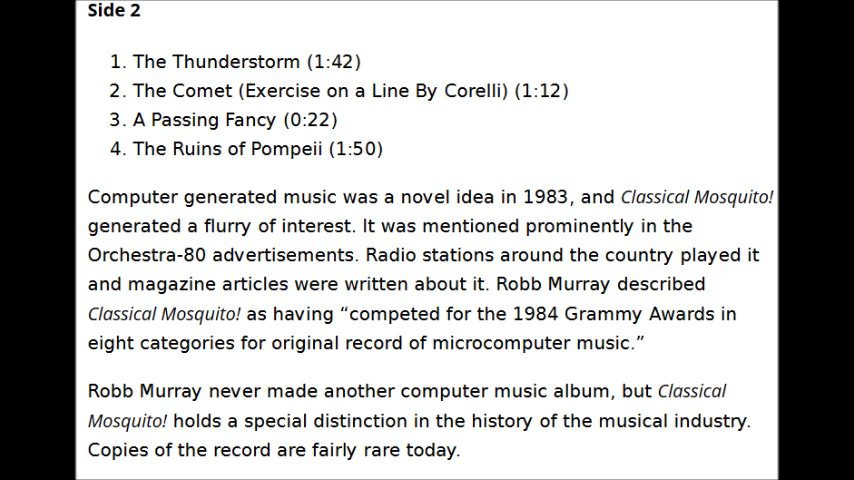 Side 2
1. The Thunderstorm (1:42)
2. The Comet (Exercise on a Line By Corelli) (1:12)
3. A Passing Fancy (0:22)
4. The Ruins of Pompeii (1:50)
Computer generated music was a novel idea in 1983, and Classical Mosquito!
generated a flurry of interest. It was mentioned prominently in the
Orchestra-80 advertisements. Radio stations around the country played it
and magazine articles were written about it. Robb Murray described
Classical Mosquito! as having “competed for the 1984 Grammy Awards in
eight categories for original record of microcomputer music.”
Robb Murray never made another computer music album, but Classical
Mosquito! holds a special distinction in the history of the musical industry.
Copies of the record are fairly rare today.